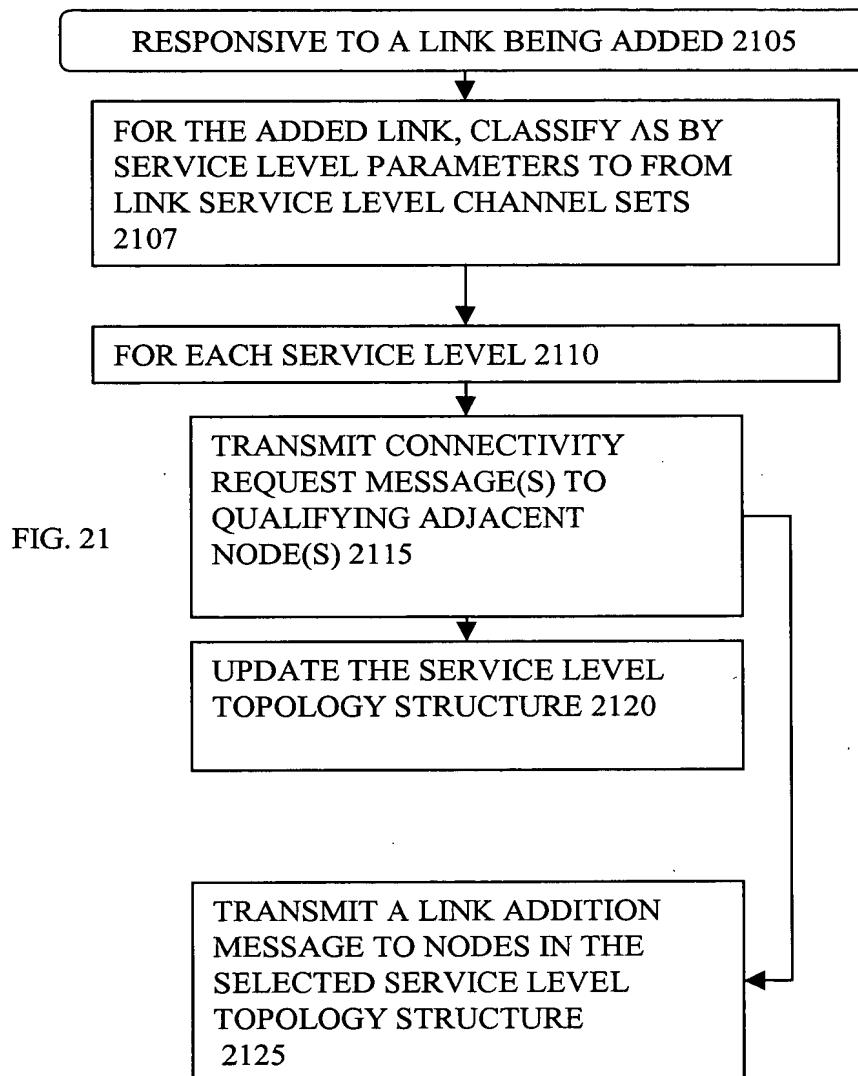 RESPONSIVE TO A LINK BEING ADDED 2105
FOR THE ADDED LINK, CLASSIFY ΛS BY
SERVICE LEVEL PARAMETERS TO FROM
LINK SERVICE LEVEL CHANNEL SETS
2107
FOR EACH SERVICE LEVEL 2110
TRANSMIT CONNECTIVITY
REQUEST MESSAGE(S) TO
QUALIFYING ADJACENT
NODE(S) 2115
FIG. 21
UPDATE THE SERVICE LEVEL
TOPOLOGY STRUCTURE 2120
TRANSMIT A LINK ADDITION
MESSAGE TO NODES IN THE
SELECTED SERVICE LEVEL
TOPOLOGY STRUCTURE
2125